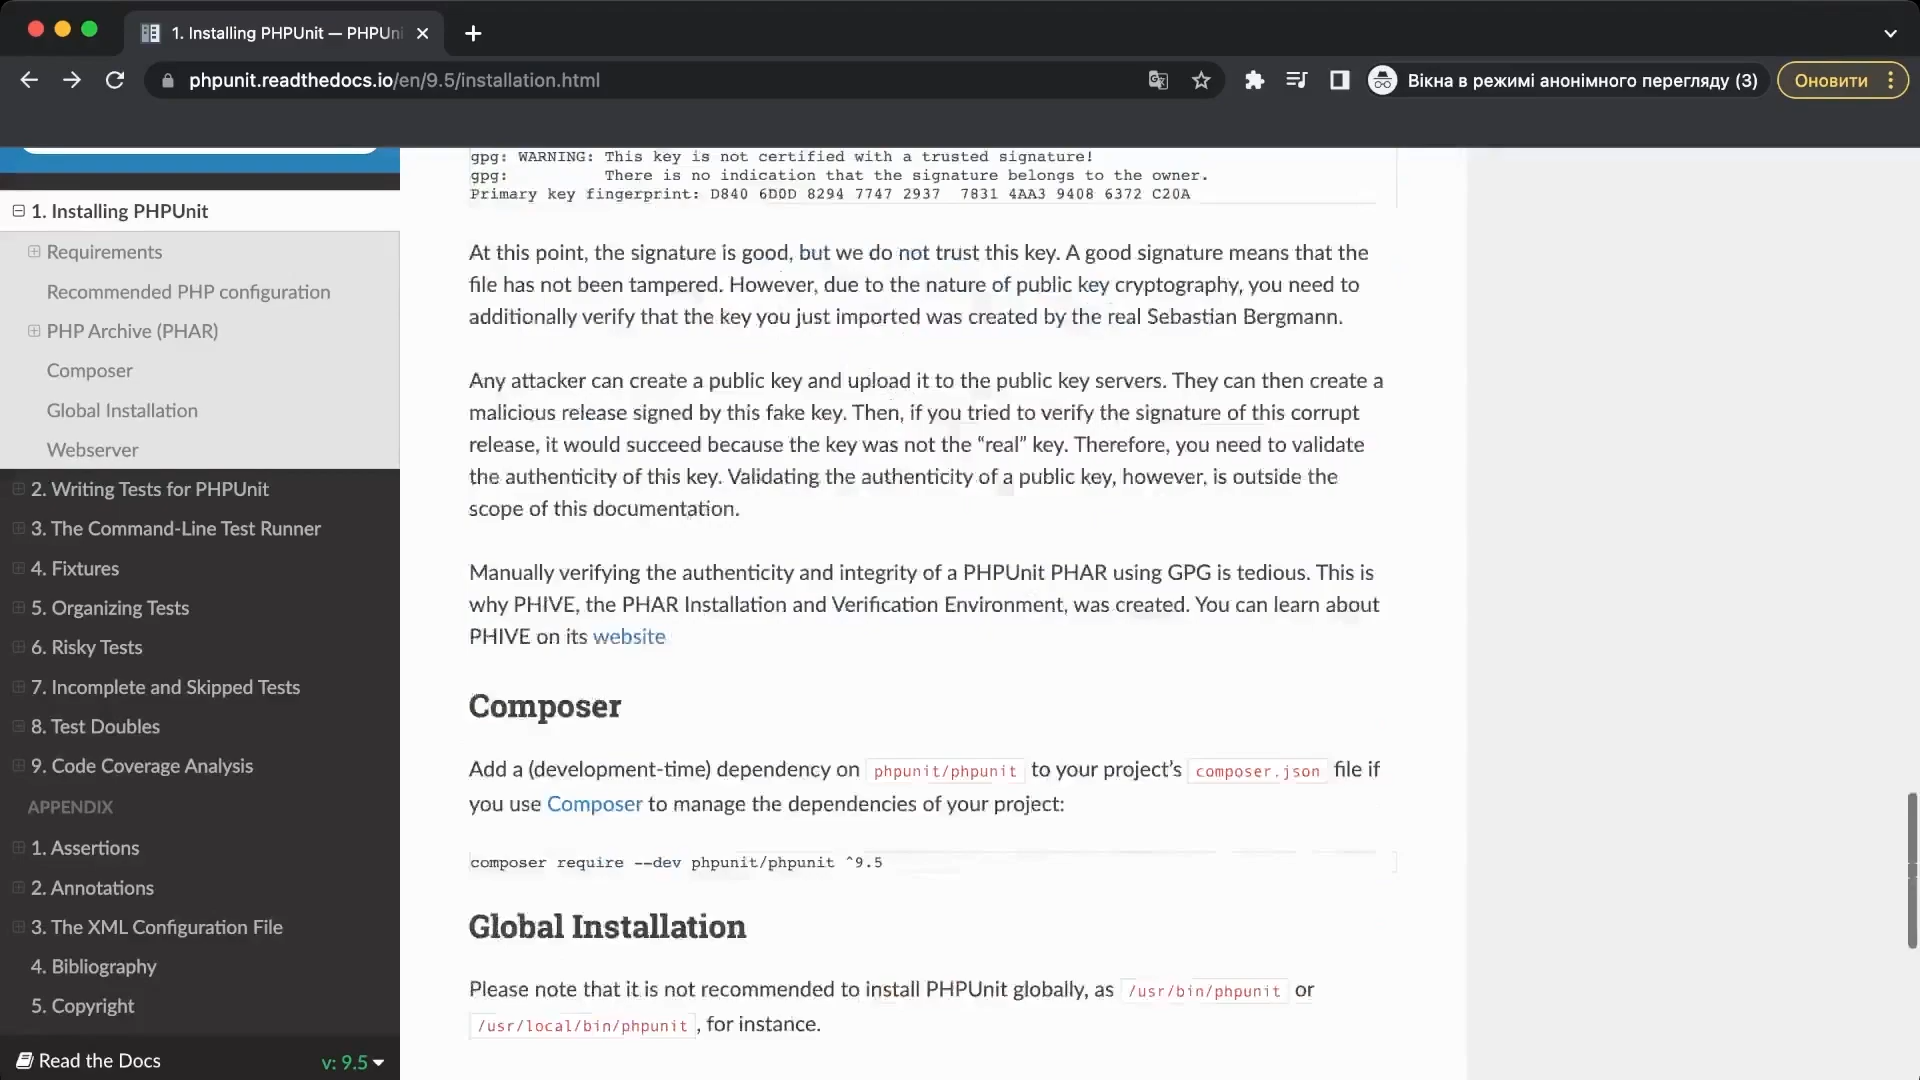 1. Installing PHPUnit — PHPUni
phpunit.readthedocs.io/en/9.5/installation.html
Вікна в режимі анонімного перегляду (3)
Оновити
1. Installing PHPUnit
Requirements
Recommended PHP configuration
PHP Archive (PHAR)
Composer
Global Installation
Webserver
2. Writing Tests for PHPUnit
3. The Command-Line Test Runner
4. Fixtures
5. Organizing Tests
6. Risky Tests
7. Incomplete and Skipped Tests
8. Test Doubles
9. Code Coverage Analysis
APPENDIX
1. Assertions
2. Annotations
3. The XML Configuration File
4. Bibliography
5. Copyright
Read the Docs
v: 9.5
gpg: WARNING: This key is not certified with a trusted signature!
gpg:          There is no indication that the signature belongs to the owner.
Primary key fingerprint: D840 6D0D 8294 7747 2937  7831 4AA3 9408 6372 C20A
At this point, the signature is good, but we do not trust this key. A good signature means that the
file has not been tampered. However, due to the nature of public key cryptography, you need to
additionally verify that the key you just imported was created by the real Sebastian Bergmann.
Any attacker can create a public key and upload it to the public key servers. They can then create a
malicious release signed by this fake key. Then, if you tried to verify the signature of this corrupt
release, it would succeed because the key was not the “real” key. Therefore, you need to validate
the authenticity of this key. Validating the authenticity of a public key, however, is outside the
scope of this documentation.
Manually verifying the authenticity and integrity of a PHPUnit PHAR using GPG is tedious. This is
why PHIVE, the PHAR Installation and Verification Environment, was created. You can learn about
PHIVE on its website
Composer
Add a (development-time) dependency on phpunit/phpunit to your project’s composer.json file if
you use Composer to manage the dependencies of your project:
composer require --dev phpunit/phpunit ^9.5
Global Installation
Please note that it is not recommended to install PHPUnit globally, as /usr/bin/phpunit or
/usr/local/bin/phpunit , for instance.